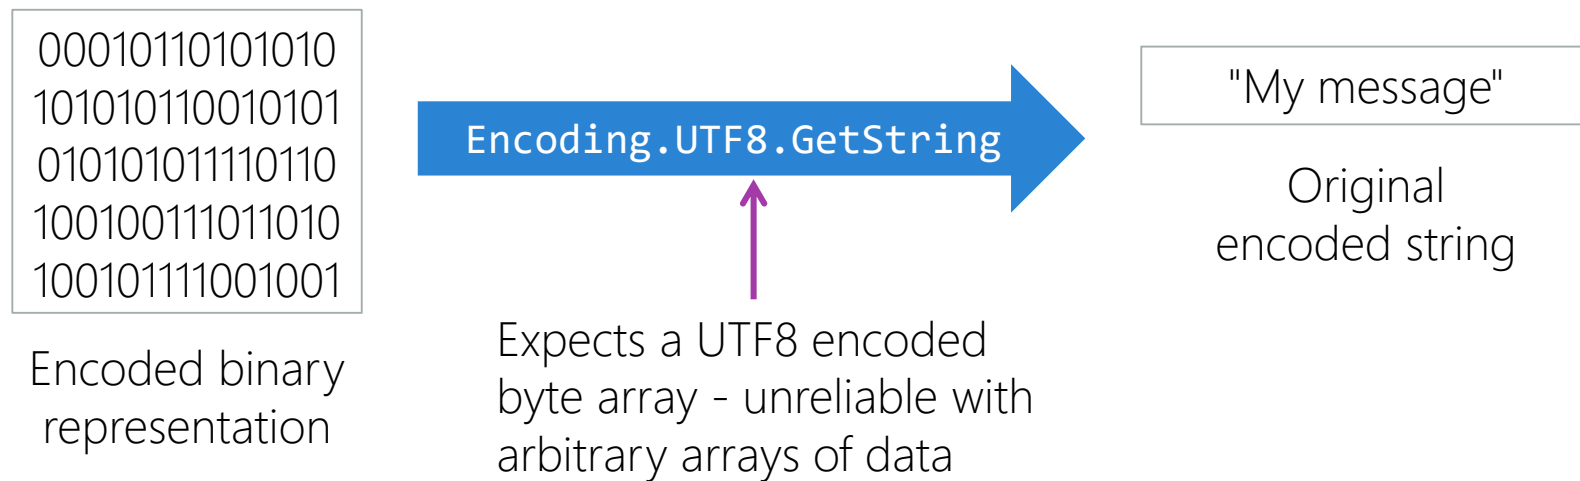 00010110101010
101010110010101
010101011110110
100100111011010
100101111001001
Encoded binary
representation
Encoding.UTF8.GetString
Expects a UTF8 encoded
byte array - unreliable with
arbitrary arrays of data
"My message"
Original
encoded string